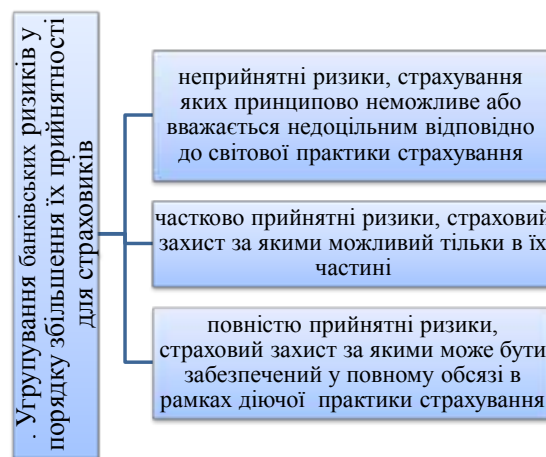 . Угрупування банківських ризиків у
порядку збільшення їх прийнятності
для страховиків
неприйнятні ризики, страхування
яких принципово неможливе або
вважається недоцільним відповідно
до світової практики страхування
частково прийнятні ризики, страховий
захист за якими можливий тільки в їх
частині
повністю прийнятні ризики,
страховий захист за якими може бути
забезпечений у повному обсязі в
рамках діючої практики страхування